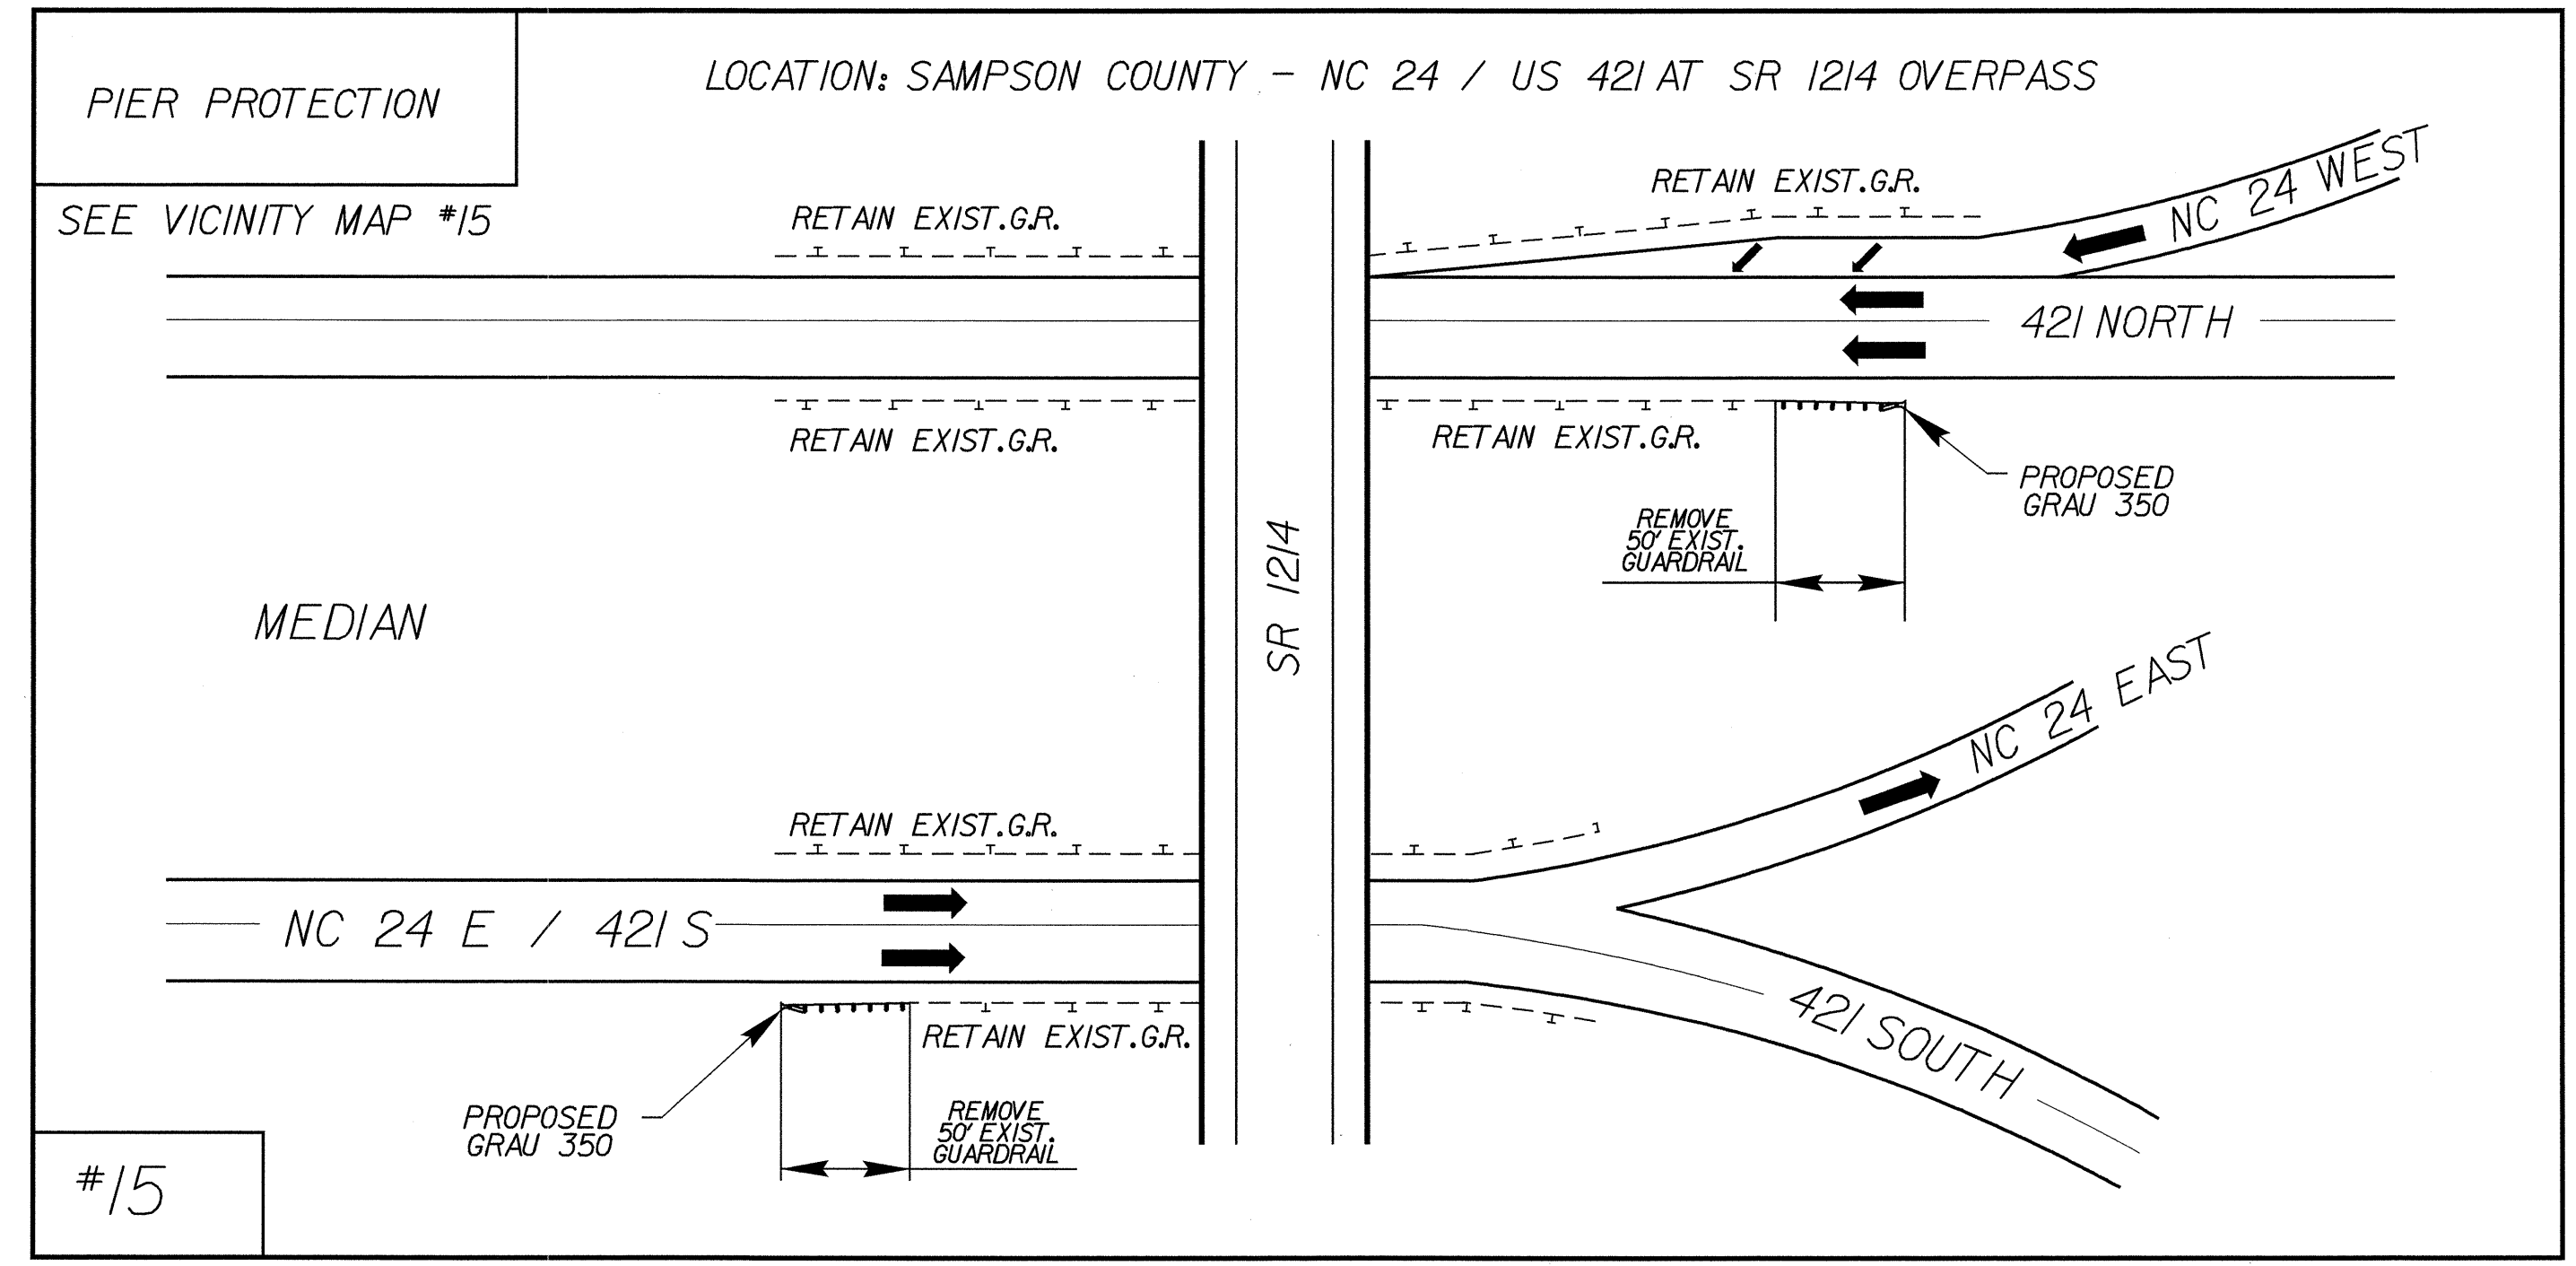 PIER PROTECTION
LOCATION: SAMPSON COUNTY - NC 24 / US 421 AT SR 1214 OVERPASS
SEE VICINITY MAP #15
RETAIN EXIST. G.R.
RETAIN EXIST. G.R.
NC 24 WEST
421 NORTH
RETAIN EXIST. G.R.
RETAIN EXIST. G.R.
PROPOSED
GRAU 350
REMOVE
50' EXIST.
GUARDRAIL
SR 1214
MEDIAN
NC 24 EAST
RETAIN EXIST. G.R.
NC 24 E / 421 S
421 SOUTH
RETAIN EXIST. G.R.
PROPOSED
GRAU 350
REMOVE
50' EXIST.
GUARDRAIL
#15